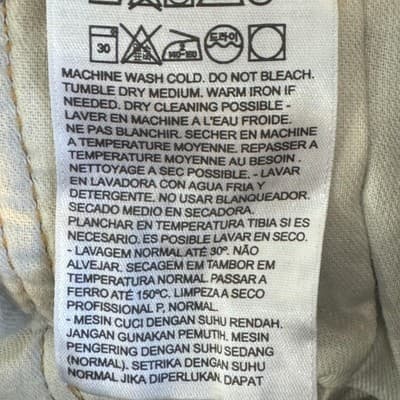 30 140-160 드라이
MACHINE WASH COLD. DO NOT BLEACH.
TUMBLE DRY MEDIUM. WARM IRON IF
NEEDED. DRY CLEANING POSSIBLE -
LAVER EN MACHINE A L'EAU FROIDE.
NE PAS BLANCHIR. SECHER EN MACHINE
A TEMPERATURE MOYENNE. REPASSER A
TEMPERATURE MOYENNE AU BESOIN .
NETTOYAGE A SEC POSSIBLE. - LAVAR
EN LAVADORA CON AGUA FRIA Y
DETERGENTE. NO USAR BLANQUEADOR.
SECADO MEDIO EN SECADORA.
PLANCHAR EN TEMPERATURA TIBIA SI ES
NECESARIO. ES POSIBLE LAVAR EN SECO.
- LAVAGEM NORMAL ATÉ 30º. NÃO
ALVEJAR. SECAGEM EM TAMBOR EM
TEMPERATURA NORMAL. PASSAR A
FERRO ATÉ 150ºC. LIMPEZA A SECO
PROFISSIONAL P, NORMAL.
- MESIN CUCI DENGAN SUHU RENDAH.
JANGAN GUNAKAN PEMUTIH. MESIN
PENGERING DENGAN SUHU SEDANG
(NORMAL). SETRIKA DENGAN SUHU
NORMAL JIKA DIPERLUKAN. DAPAT